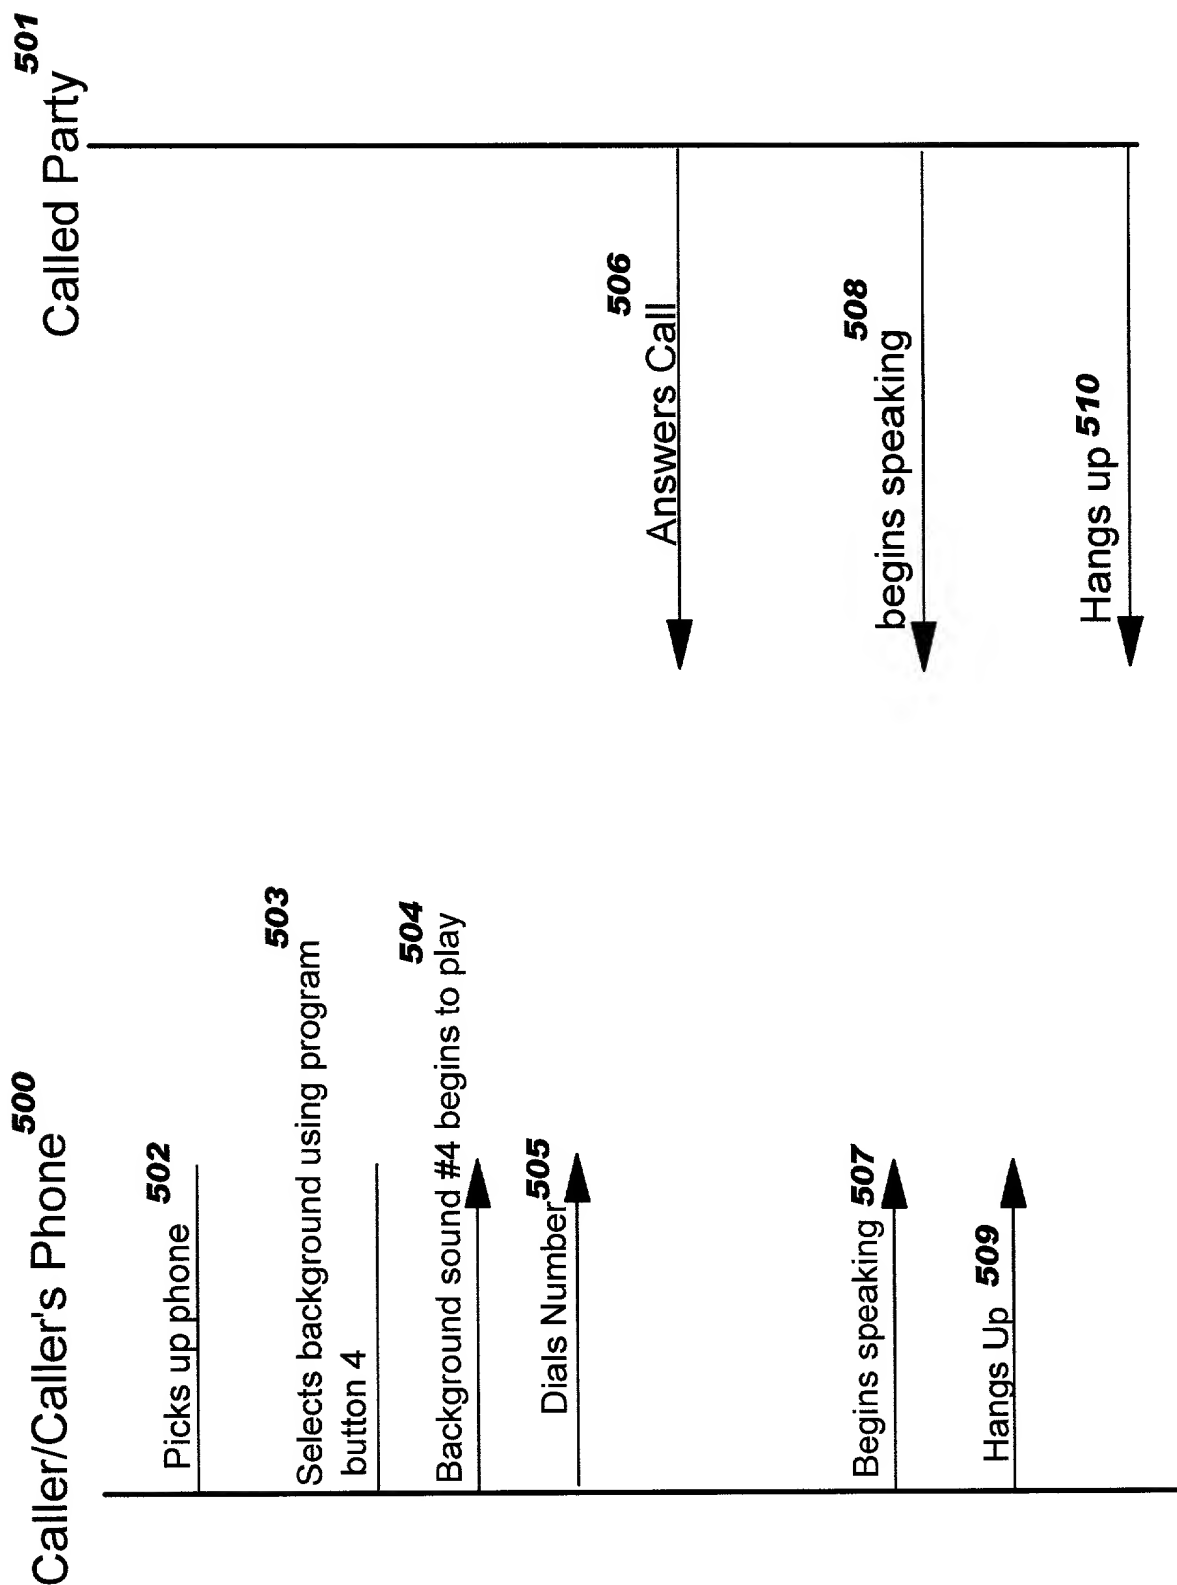 Caller/Caller's Phone 500
Called Party 501
Picks up phone 502
Selects background using program 503
button 4
Background sound #4 begins to play 504
Dials Number 505
Answers Call 506
Begins speaking 507
begins speaking 508
Hangs Up 509
Hangs up 510